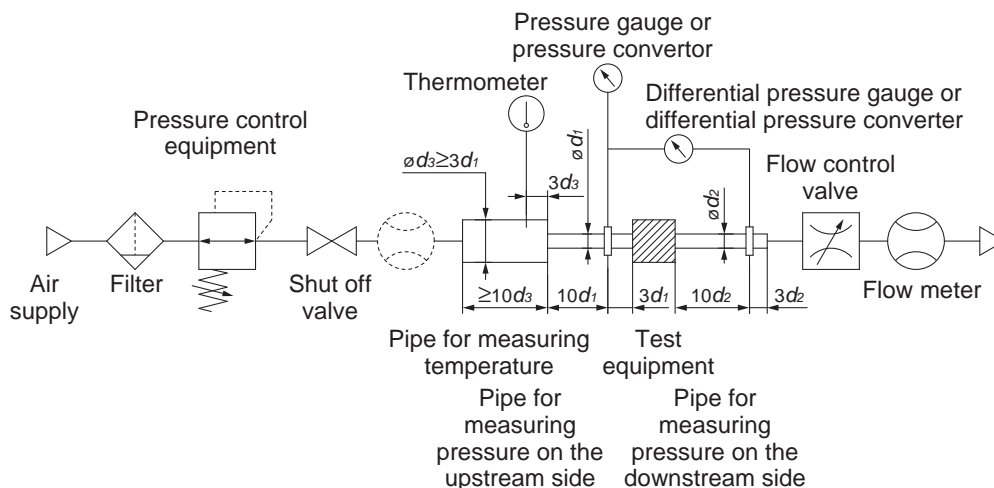 Pressure gauge or
pressure convertor
Thermometer
Differential pressure gauge or
differential pressure converter
Pressure control
equipment
ød3≥3d1
3d3
ød1
ød2
Flow control
valve
Air
supply
Filter
Shut off
valve
≥10d3
10d1
3d1
10d2
3d2
Flow meter
Pipe for measuring
temperature
Test
equipment
Pipe for
measuring
pressure on the
upstream side
Pipe for
measuring
pressure on the
downstream side